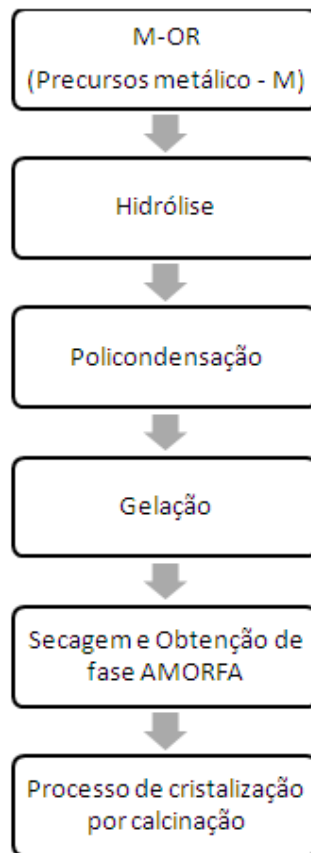 M-OR
(Precursos metálico - M)
Hidrólise
Policondensação
Gelação
Secagem e Obtenção de
fase AMORFA
Processo de cristalização
por calcinação